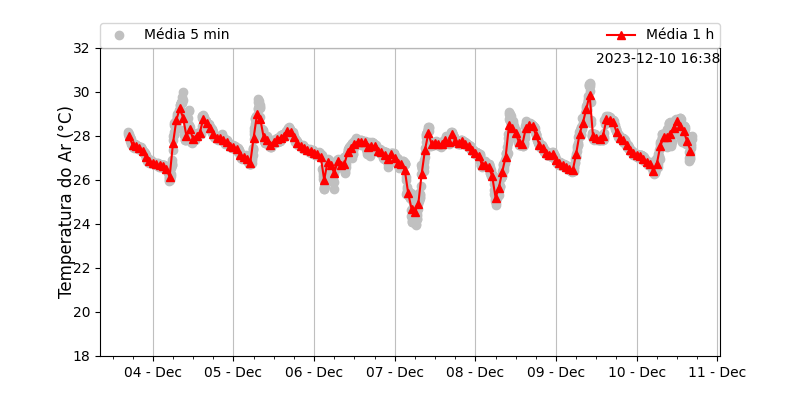 Média 5 min
Média 1 h
2023-12-10 16:38
Temperatura do Ar (°C)
32
30
28
26
24
22
20
18
04 - Dec
05 - Dec
06 - Dec
07 - Dec
08 - Dec
09 - Dec
10 - Dec
11 - Dec